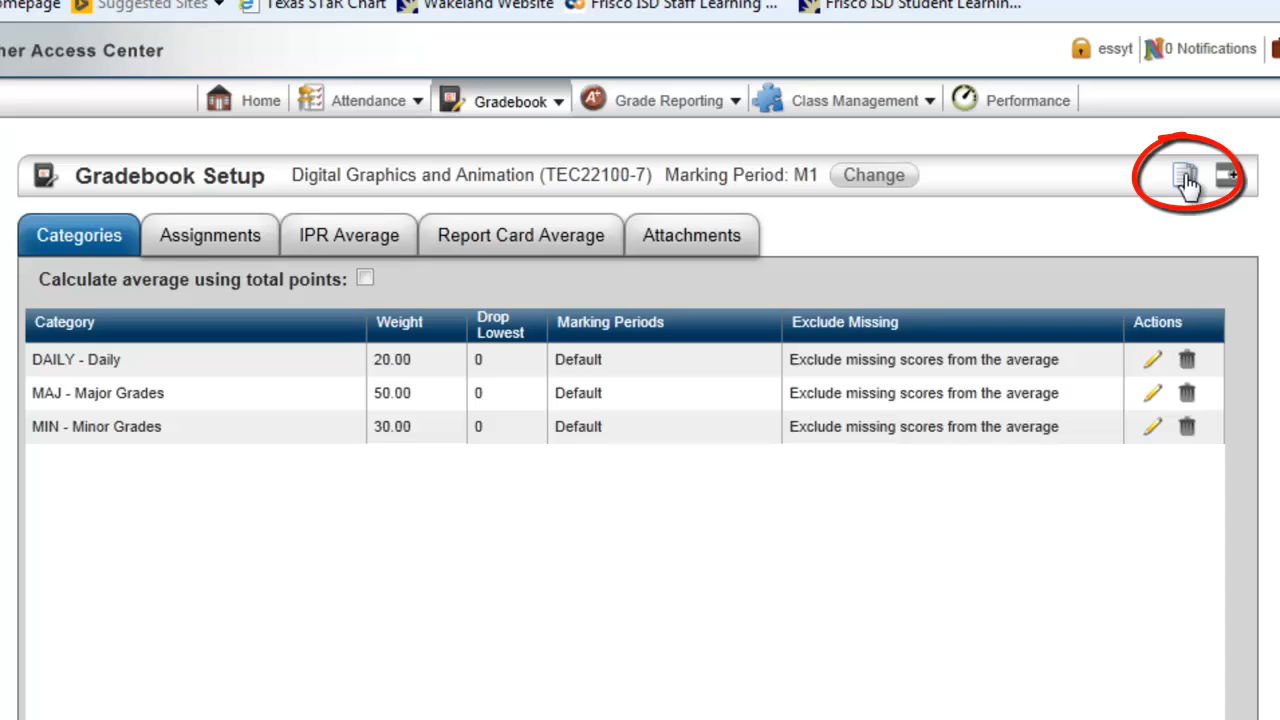 Suggested Sites Texas STaR Chart Wakeland Website Frisco ISD Staff Learning ... Frisco ISD Student Learnin...
Access Center
essyt 0 Notifications
Home Attendance Gradebook Grade Reporting Class Management Performance
Gradebook Setup Digital Graphics and Animation (TEC22100-7) Marking Period: M1 Change
Categories Assignments IPR Average Report Card Average Attachments
Calculate average using total points:
Category Weight Drop Lowest Marking Periods Exclude Missing Actions
DAILY - Daily 20.00 0 Default Exclude missing scores from the average
MAJ - Major Grades 50.00 0 Default Exclude missing scores from the average
MIN - Minor Grades 30.00 0 Default Exclude missing scores from the average